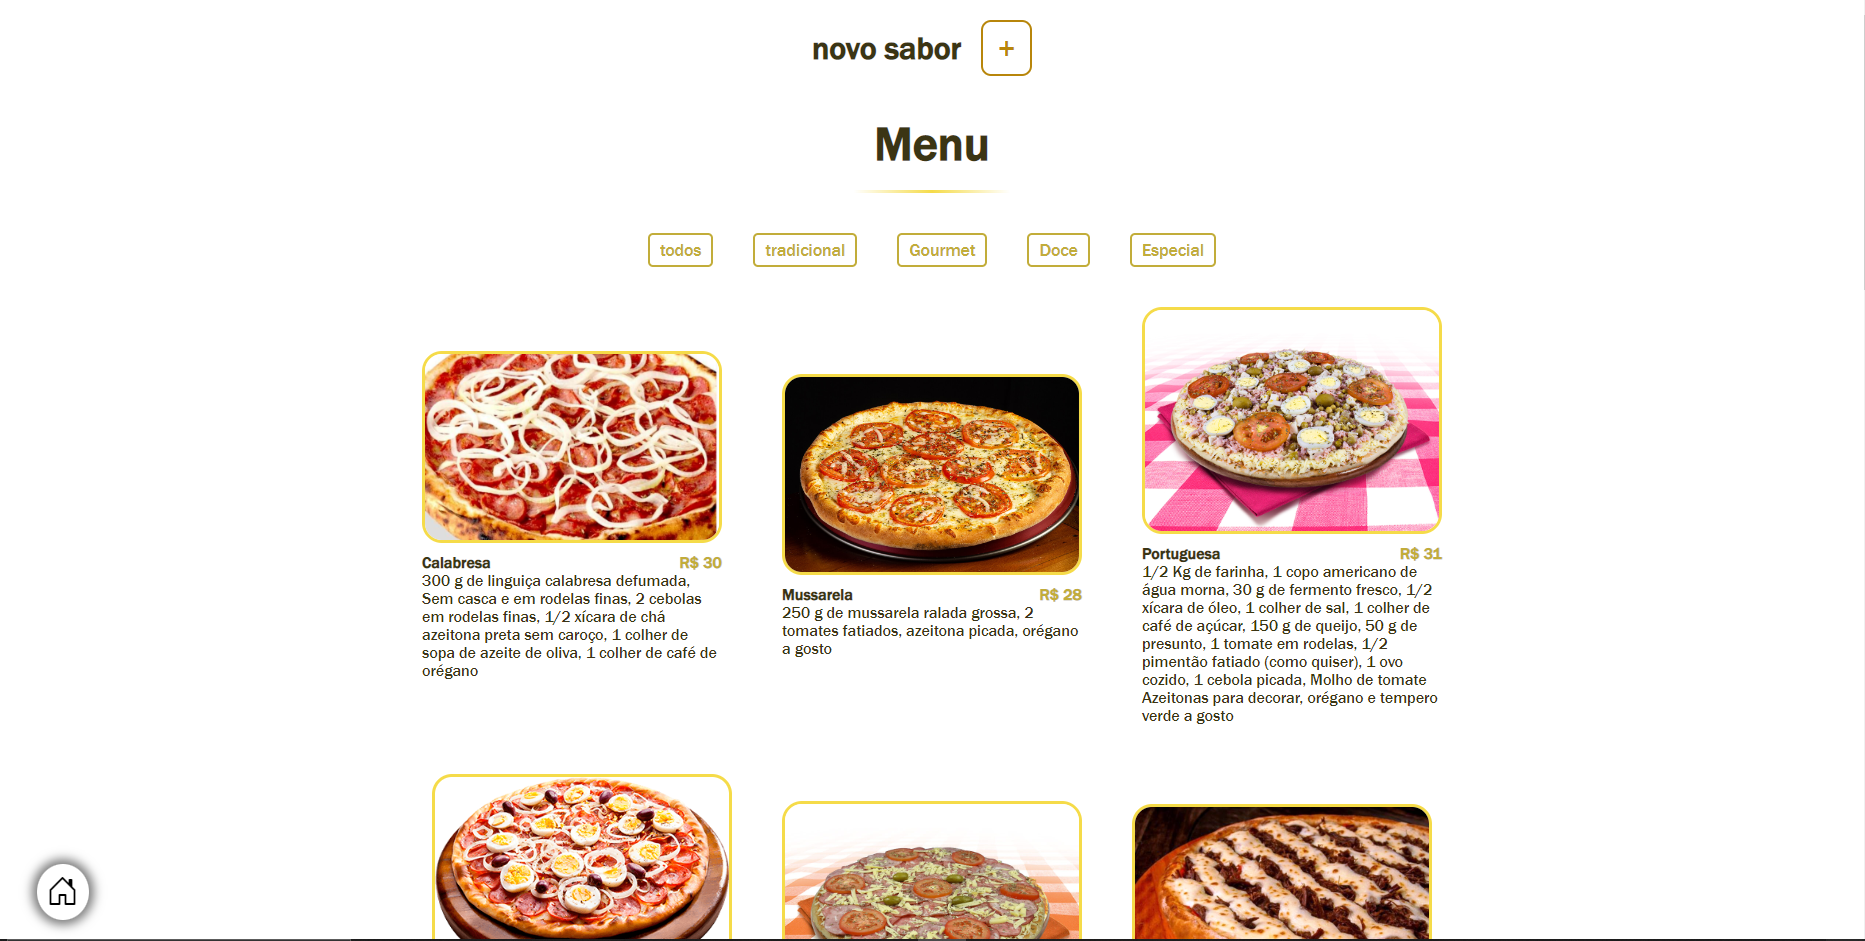 novo sabor +
Menu
todos tradicional Gourmet Doce Especial
Calabresa R$ 30
300 g de linguiça calabresa defumada,
Sem casca e em rodelas finas, 2 cebolas
em rodelas finas, 1/2 xícara de chá
azeitona preta sem caroço, 1 colher de
sopa de azeite de oliva, 1 colher de café de
orégano
Mussarela R$ 28
250 g de mussarela ralada grossa, 2
tomates fatiados, azeitona picada, orégano
a gosto
Portuguesa R$ 31
1/2 Kg de farinha, 1 copo americano de
água morna, 30 g de fermento fresco, 1/2
xícara de óleo, 1 colher de sal, 1 colher de
café de açúcar, 150 g de queijo, 50 g de
presunto, 1 tomate em rodelas, 1/2
pimentão fatiado (como quiser), 1 ovo
cozido, 1 cebola picada, Molho de tomate
Azeitonas para decorar, orégano e tempero
verde a gosto